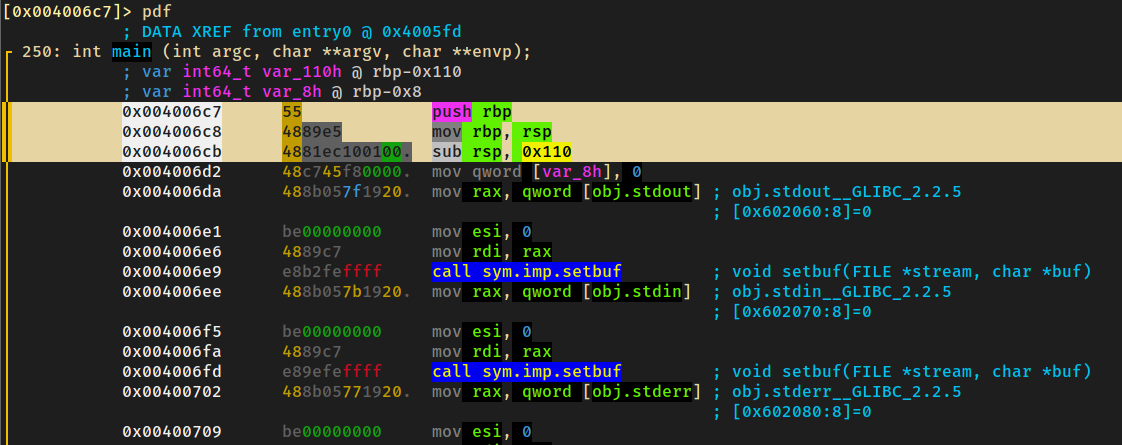 [0x004006c7]> pdf
; DATA XREF from entry0 @ 0x4005fd
250: int main (int argc, char **argv, char **envp);
; var int64_t var_110h @ rbp-0x110
; var int64_t var_8h @ rbp-0x8
0x004006c7 55 push rbp
0x004006c8 4889e5 mov rbp, rsp
0x004006cb 4881ec100100. sub rsp, 0x110
0x004006d2 48c745f80000. mov qword [var_8h], 0
0x004006da 488b057f1920. mov rax, qword [obj.stdout] ; obj.stdout__GLIBC_2.2.5
; [0x602060:8]=0
0x004006e1 be00000000 mov esi, 0
0x004006e6 4889c7 mov rdi, rax
0x004006e9 e8b2feffff call sym.imp.setbuf ; void setbuf(FILE *stream, char *buf)
0x004006ee 488b057b1920. mov rax, qword [obj.stdin] ; obj.stdin__GLIBC_2.2.5
; [0x602070:8]=0
0x004006f5 be00000000 mov esi, 0
0x004006fa 4889c7 mov rdi, rax
0x004006fd e89efeffff call sym.imp.setbuf ; void setbuf(FILE *stream, char *buf)
0x00400702 488b05771920. mov rax, qword [obj.stderr] ; obj.stderr__GLIBC_2.2.5
; [0x602080:8]=0
0x00400709 be00000000 mov esi, 0